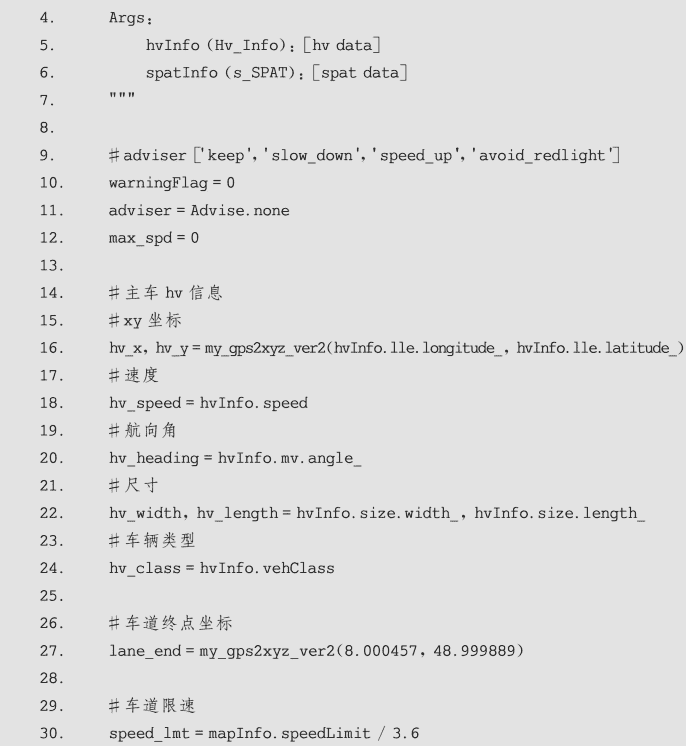 4. Args:
5. hvInfo (Hv_Info): [hv data]
6. spatInfo (s_SPAT): [spat data]
7. """
8.
9. #adviser ['keep','slow_down','speed_up','avoid_redlight']
10. warningFlag = 0
11. adviser = Advise.none
12. max_spd = 0
13.
14. #主车 hv 信息
15. #xy 坐标
16. hv_x, hv_y = my_gps2xyz_ver2(hvInfo.lle.longitude_, hvInfo.lle.latitude_)
17. #速度
18. hv_speed = hvInfo.speed
19. #航向角
20. hv_heading = hvInfo.mv.angle_
21. #尺寸
22. hv_width, hv_length = hvInfo.size.width_, hvInfo.size.length_
23. #车辆类型
24. hv_class = hvInfo.vehClass
25.
26. #车道终点坐标
27. lane_end = my_gps2xyz_ver2(8.000457, 48.999889)
28.
29. #车道限速
30. speed_lmt = mapInfo.speedLimit / 3.6